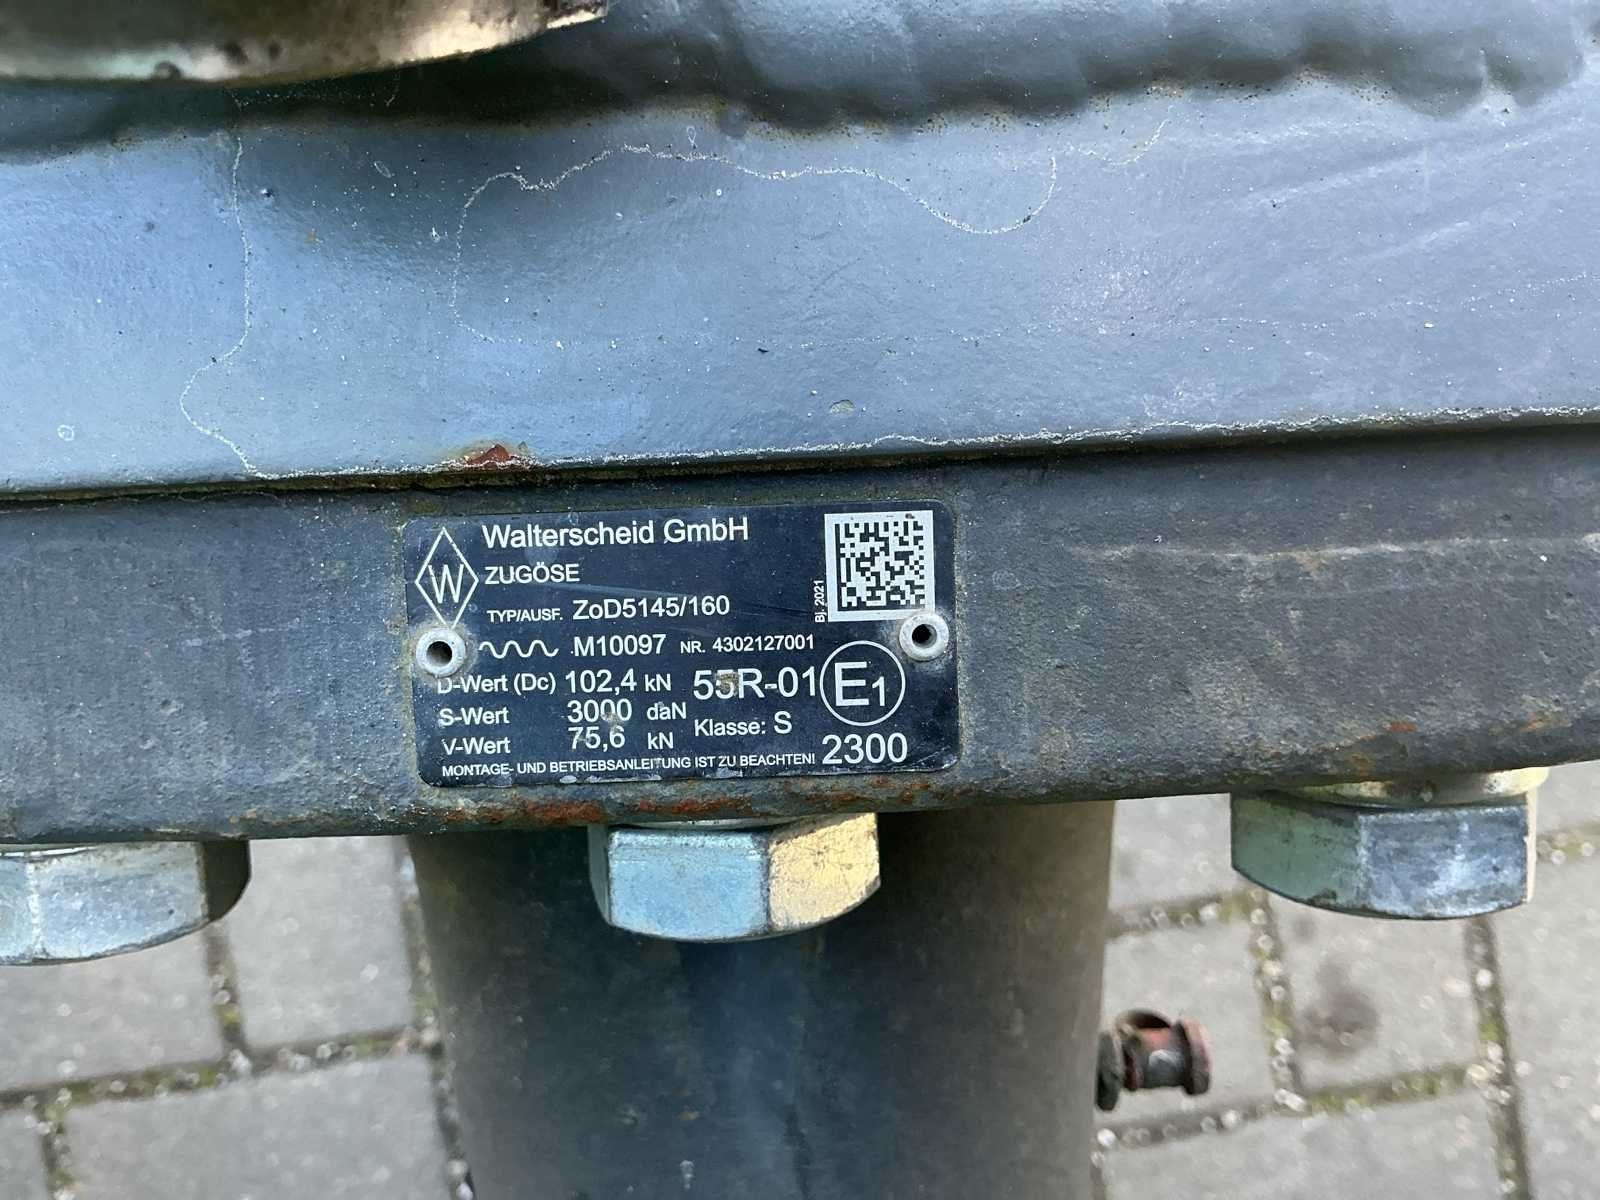 Walterscheid GmbH
W
ZUGÖSE
Bj. 2021
TYP/AUSF. ZoD5145/160
M10097 NR. 4302127001
D-Wert (Dc) 102,4 kN 55R-01 E1
S-Wert 3000 daN Klasse: S
V-Wert 75,6 kN 2300
MONTAGE- UND BETRIEBSANLEITUNG IST ZU BEACHTEN!